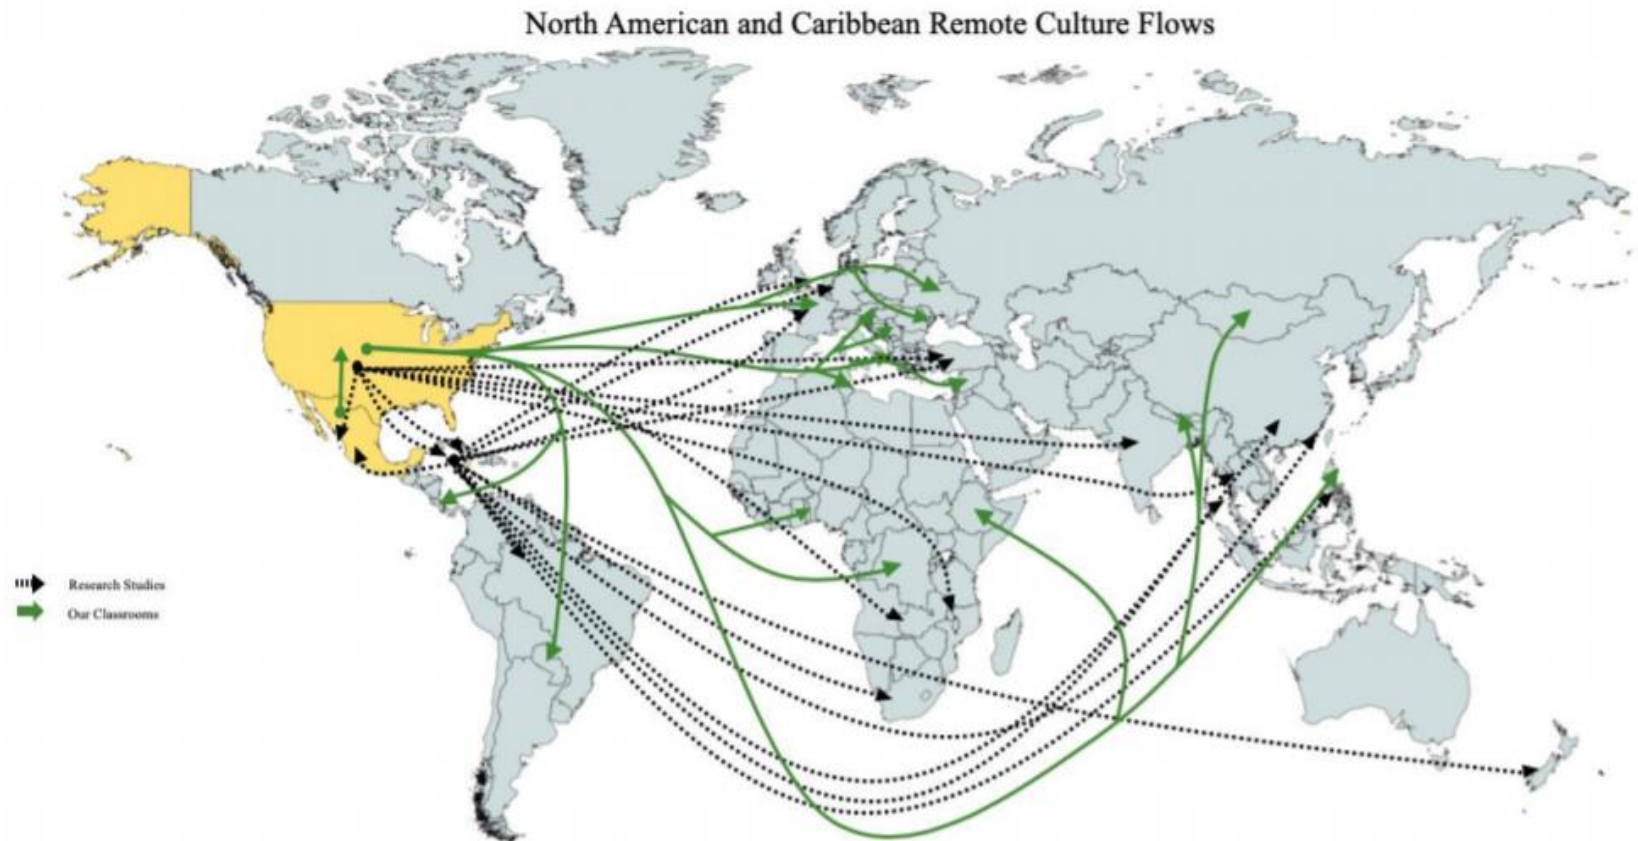 North American and Caribbean Remote Culture Flows
Research Studies
Our Classrooms